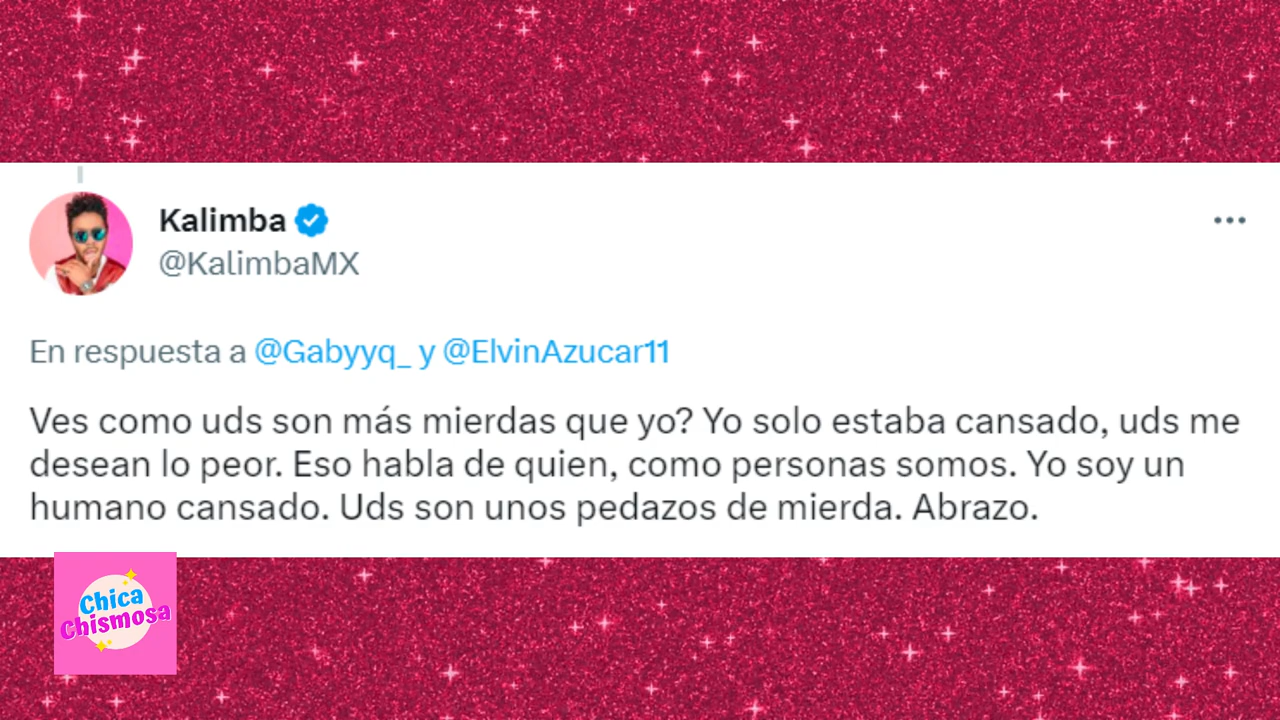 Kalimba
@KalimbaMX
En respuesta a @Gabyyq_ y @ElvinAzucar11
Ves como uds son más mierdas que yo? Yo solo estaba cansado, uds me
desean lo peor. Eso habla de quien, como personas somos. Yo soy un
humano cansado. Uds son unos pedazos de mierda. Abrazo.
Chica
Chismosa